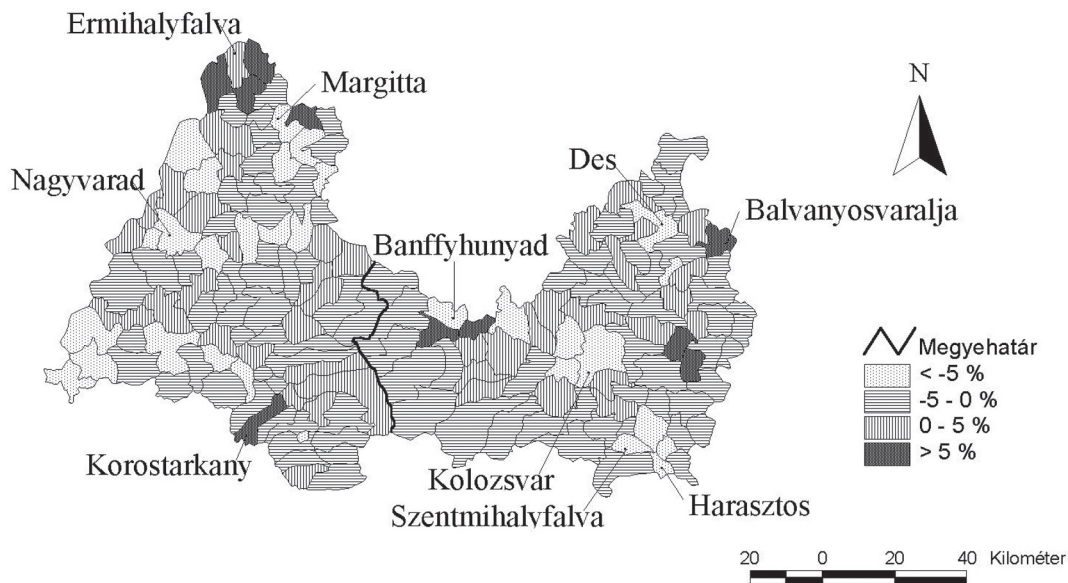 Ermihalyfalva
Margitta
N
Nagyvarad
Des
Balvanyosvaralja
Banffyhunyad
Megyehatár
< -5 %
-5 - 0 %
0 - 5 %
> 5 %
Korostarkany
Kolozsvar
Szentmihalyfalva
Harasztos
20 0 20 40 Kilométer